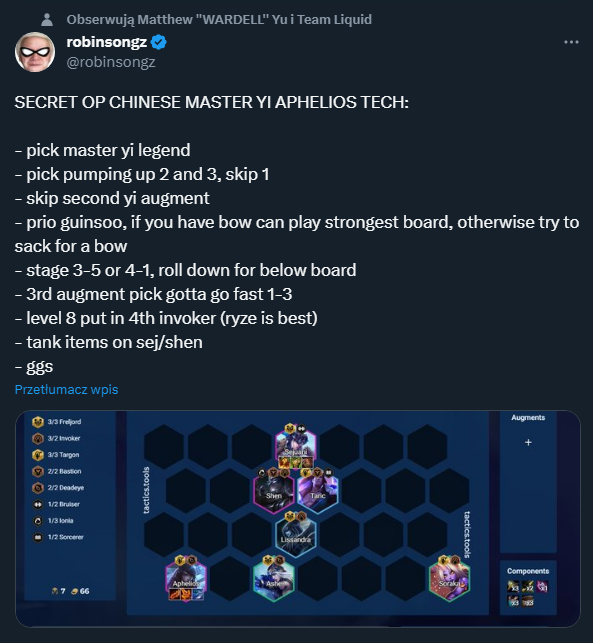 Obserwują Matthew "WARDELL" Yu i Team Liquid
robinsongz
@robinsongz
SECRET OP CHINESE MASTER YI APHELIOS TECH:
- pick master yi legend
- pick pumping up 2 and 3, skip 1
- skip second yi augment
- prio guinsoo, if you have bow can play strongest board, otherwise try to
sack for a bow
- stage 3-5 or 4-1, roll down for below board
- 3rd augment pick gotta go fast 1-3
- level 8 put in 4th invoker (ryze is best)
- tank items on sej/shen
- ggs
Przetłumacz wpis
3/3 Freljord
3/2 Invoker
3/3 Targon
2/2 Bastion
2/2 Deadeye
1/2 Bruiser
1/3 Ionia
1/2 Sorcerer
7 66
tactics.tools
Sejuani
Shen
Taric
Lissandra
Aphelios
Ashe
Soraka
tactics.tools
Augments
+
Components
x3 x2 x1
x3 x3